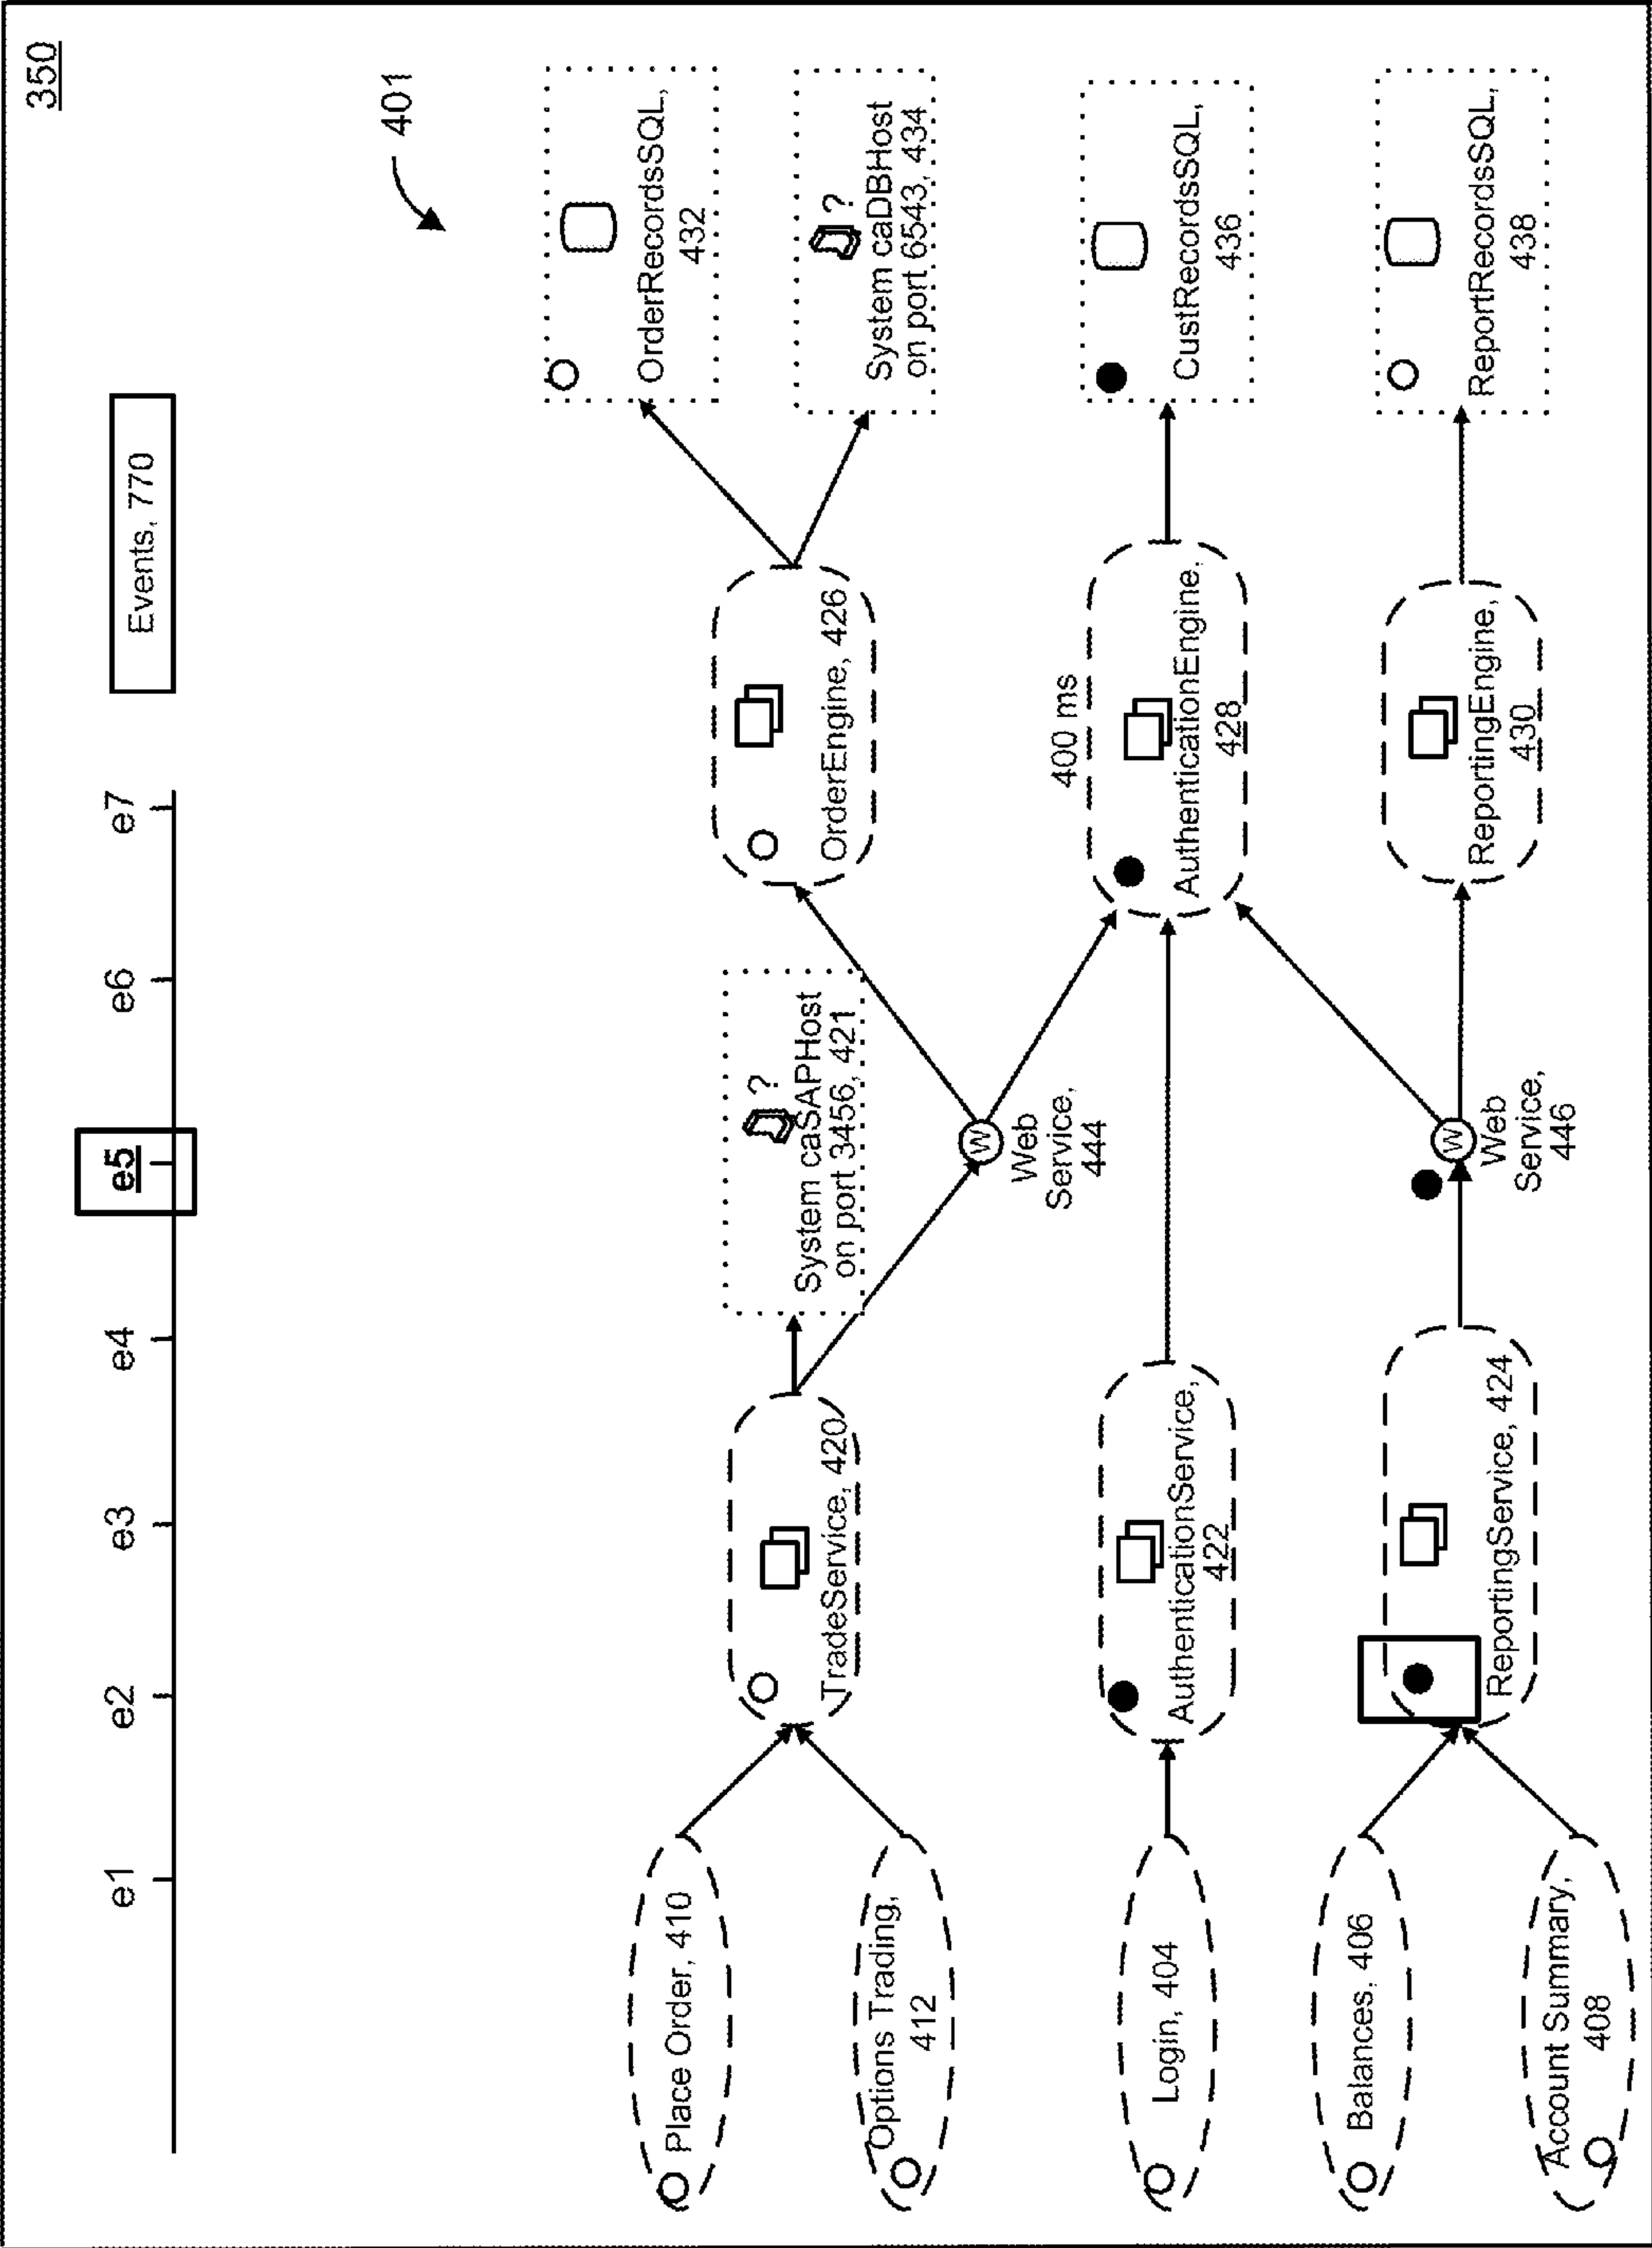 350
401
Events, 770
e1
e2
e3
e4
e5
e6
e7
Place Order, 410
Options Trading,
412
Login, 404
Balances, 406
Account Summary,
408
TradeService, 420
AuthenticationService,
422
ReportingService, 424
?
System caSAPHost
on port 3456, 421
W
Web
Service,
444
W
Web
Service,
446
OrderEngine, 426
400 ms
AuthenticationEngine,
428
ReportingEngine,
430
OrderRecordsSQL,
432
?
System caDBHost
on port 6543, 434
CustRecordsSQL,
436
ReportRecordsSQL,
438